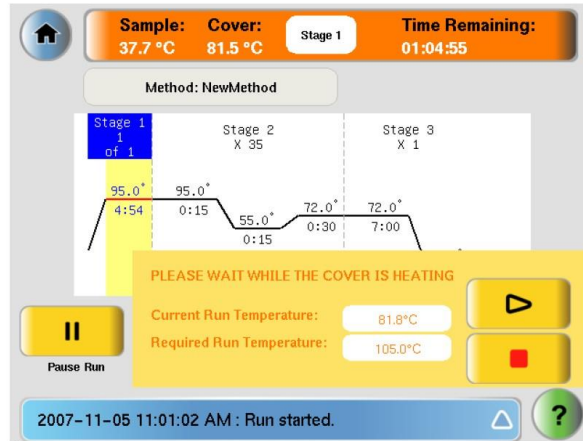 Sample: Cover: Time Remaining:
37.7 °C 81.5 °C Stage 1 01:04:55
Method: NewMethod
Stage 1 Stage 2 Stage 3
1 X 35 X 1
of 1
95.0° 95.0° 72.0° 72.0°
4:54 0:15 55.0° 0:30 7:00
0:15
PLEASE WAIT WHILE THE COVER IS HEATING
Current Run Temperature: 81.8°C
Required Run Temperature: 105.0°C
Pause Run
2007-11-05 11:01:02 AM : Run started.
?